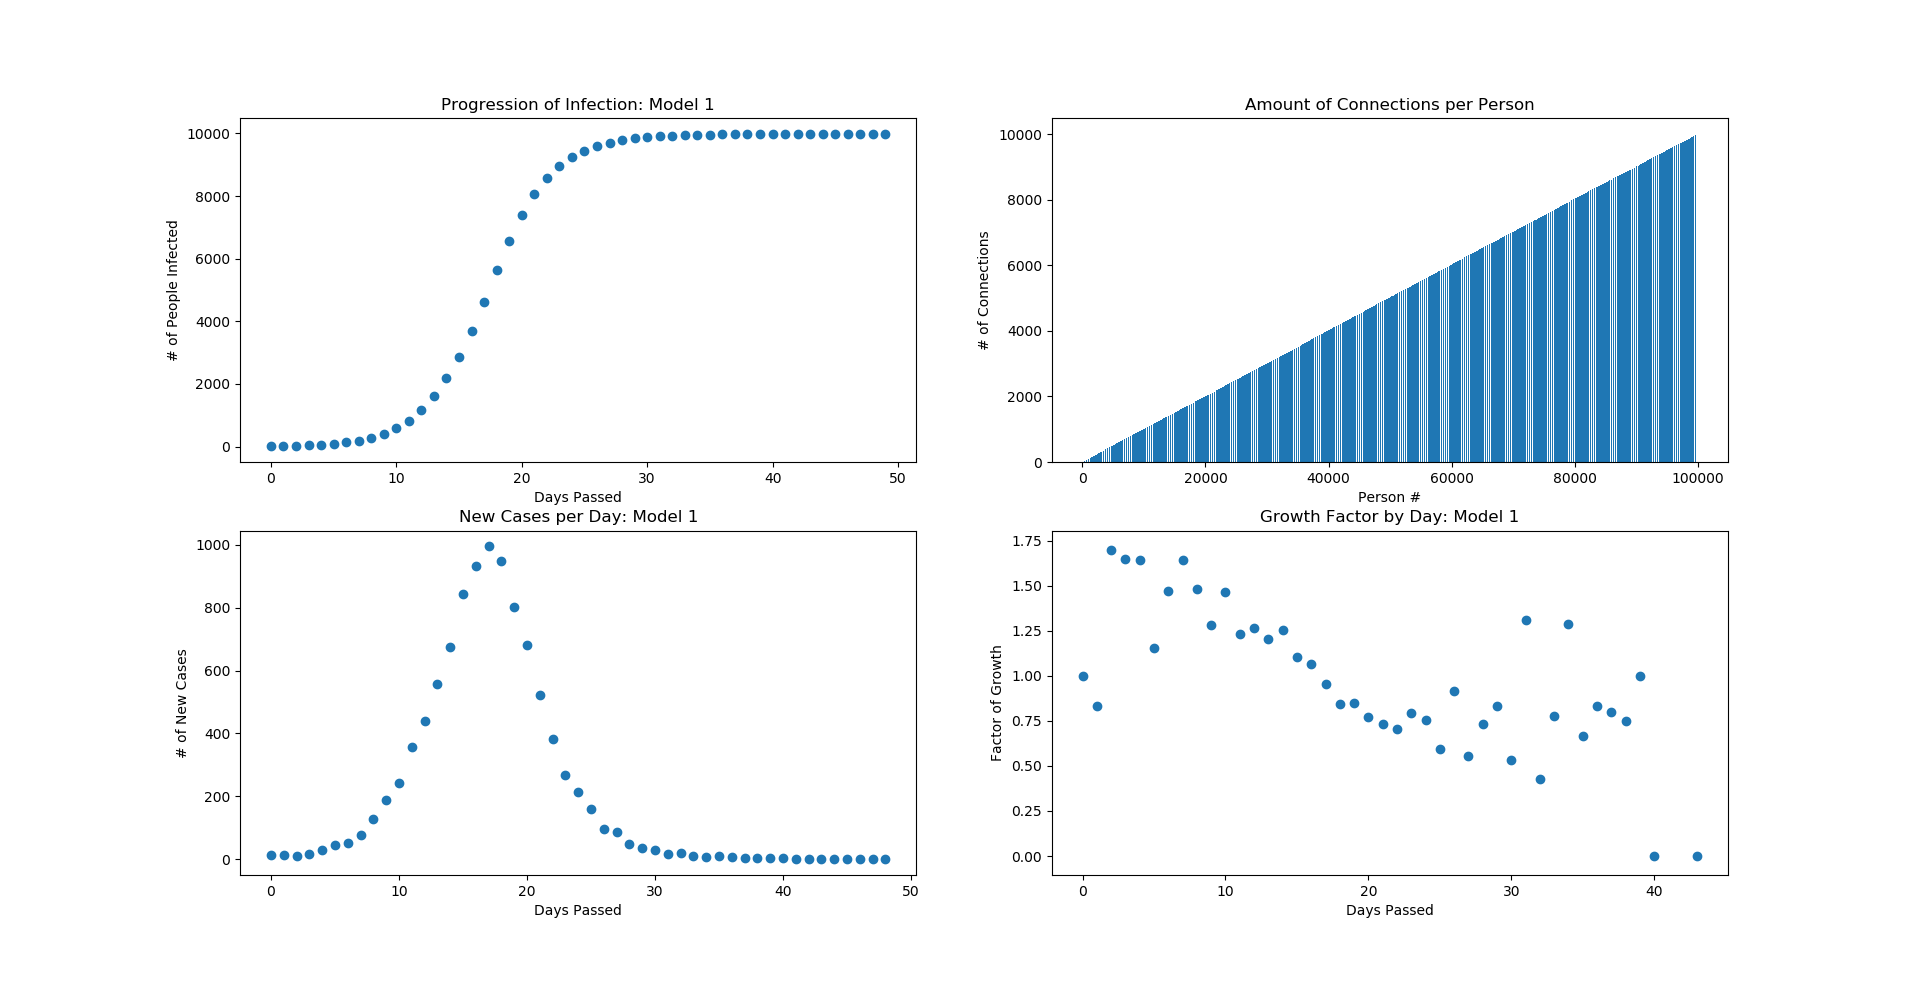 Progression of Infection: Model 1
10000
8000
6000
4000
2000
0
# of People Infected
0 10 20 30 40 50
Days Passed
Amount of Connections per Person
10000
8000
6000
4000
2000
0
# of Connections
0 20000 40000 60000 80000 100000
Person #
New Cases per Day: Model 1
1000
800
600
400
200
0
# of New Cases
0 10 20 30 40 50
Days Passed
Growth Factor by Day: Model 1
1.75
1.50
1.25
1.00
0.75
0.50
0.25
0.00
Factor of Growth
0 10 20 30 40
Days Passed